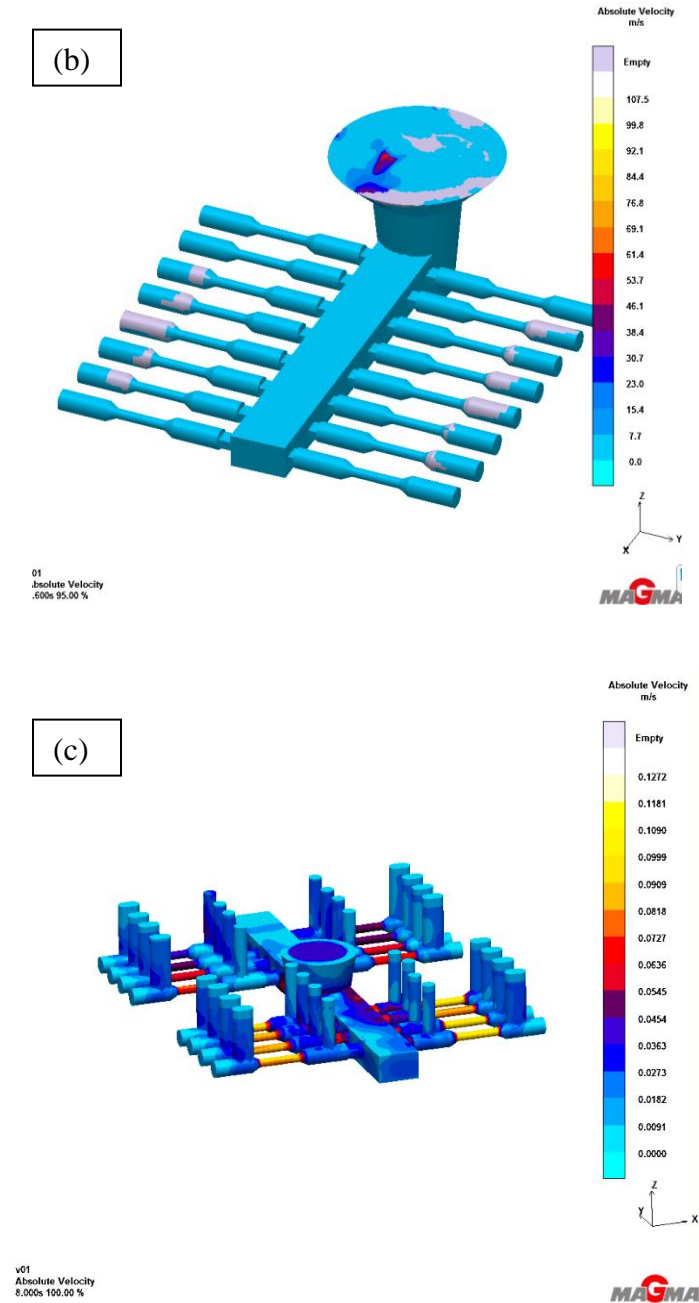 Absolute Velocity
m/s
(b)
Empty
107.5
99.8
92.1
84.4
76.8
69.1
61.4
53.7
46.1
38.4
30.7
23.0
15.4
7.7
0.0
Z
Y
X
01
.bsolute Velocity
.600s 95.00 %
MAGMA
Absolute Velocity
m/s
(c)
Empty
0.1272
0.1181
0.1090
0.0999
0.0909
0.0818
0.0727
0.0636
0.0545
0.0454
0.0363
0.0273
0.0182
0.0091
0.0000
Z
Y
X
v01
Absolute Velocity
8.000s 100.00 %
MAGMA